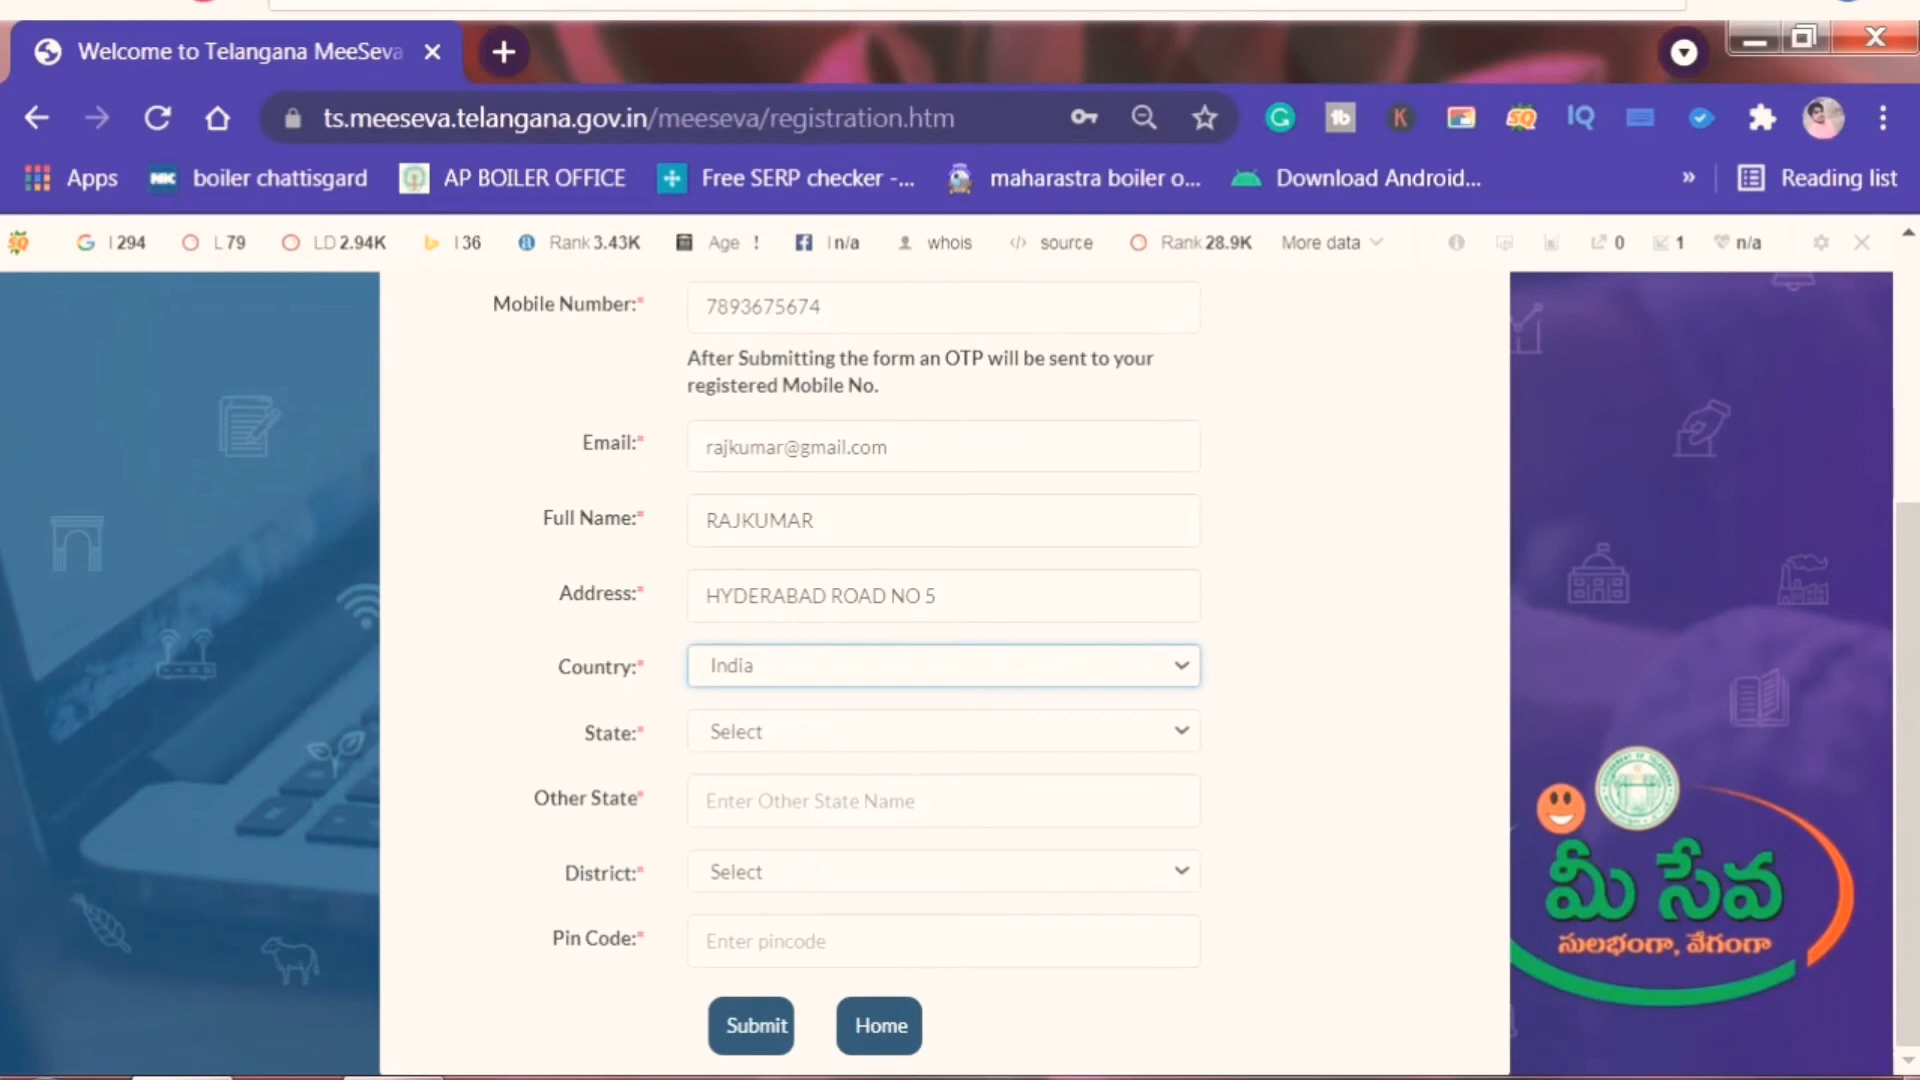 Welcome to Telangana MeeSeva
ts.meeseva.telangana.gov.in/meeseva/registration.htm
Apps boiler chattisgard AP BOILER OFFICE Free SERP checker -... maharastra boiler o... Download Android... » Reading list
I 294 L 79 LD 2.94K I 36 Rank 3.43K Age ! I n/a whois source Rank 28.9K More data 0 1 n/a
Mobile Number:* 7893675674
After Submitting the form an OTP will be sent to your
registered Mobile No.
Email:* rajkumar@gmail.com
Full Name:* RAJKUMAR
Address:* HYDERABAD ROAD NO 5
Country:* India
State:* Select
Other State* Enter Other State Name
District:* Select
Pin Code:* Enter pincode
Submit Home
మీ సేవ
సులభంగా, వేగంగా